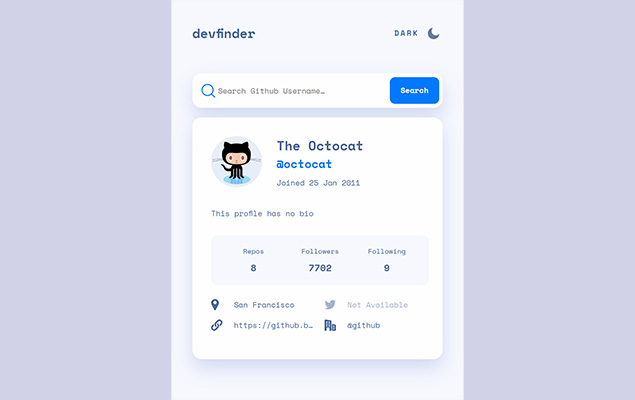 devfinder
DARK
Search Github Username…
Search
The Octocat
@octocat
Joined 25 Jan 2011
This profile has no bio
Repos Followers Following
8 7702 9
San Francisco Not Available
https://github.b… @github